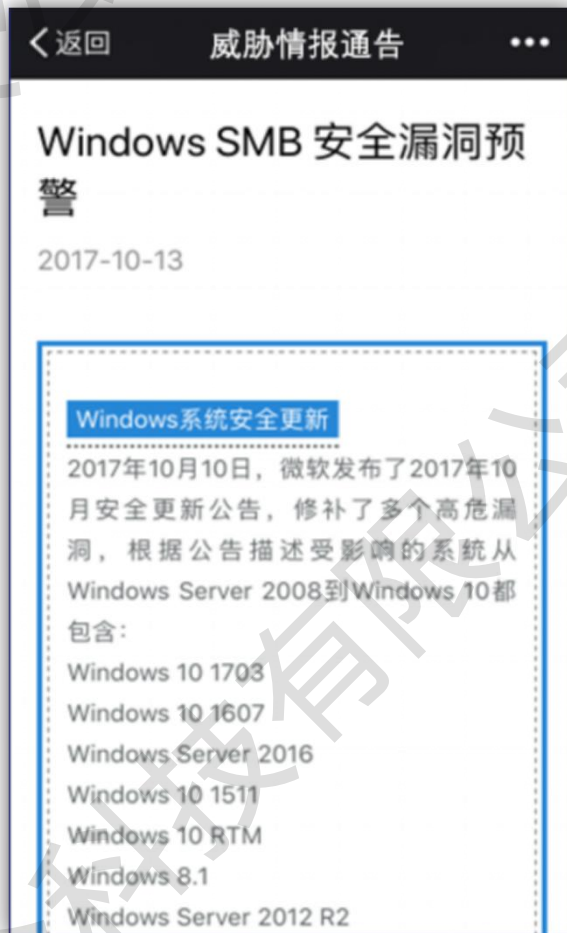 返回
威胁情报通告
Windows SMB 安全漏洞预
警
2017-10-13
Windows系统安全更新
2017年10月10日，微软发布了2017年10
月安全更新公告，修补了多个高危漏
洞，根据公告描述受影响的系统从
Windows Server 2008到Windows 10都
包含：
Windows 10 1703
Windows 10 1607
Windows Server 2016
Windows 10 1511
Windows 10 RTM
Windows 8.1
Windows Server 2012 R2
科技有限公司